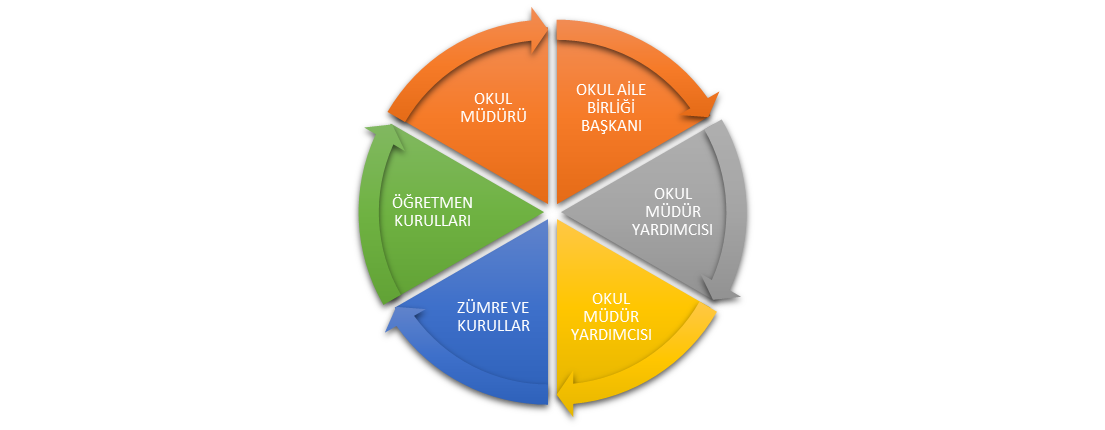 OKUL
MÜDÜRÜ
OKUL AİLE
BİRLİĞİ
BAŞKANI
OKUL
MÜDÜR
YARDIMCISI
OKUL
MÜDÜR
YARDIMCISI
ZÜMRE VE
KURULLAR
ÖĞRETMEN
KURULLARI